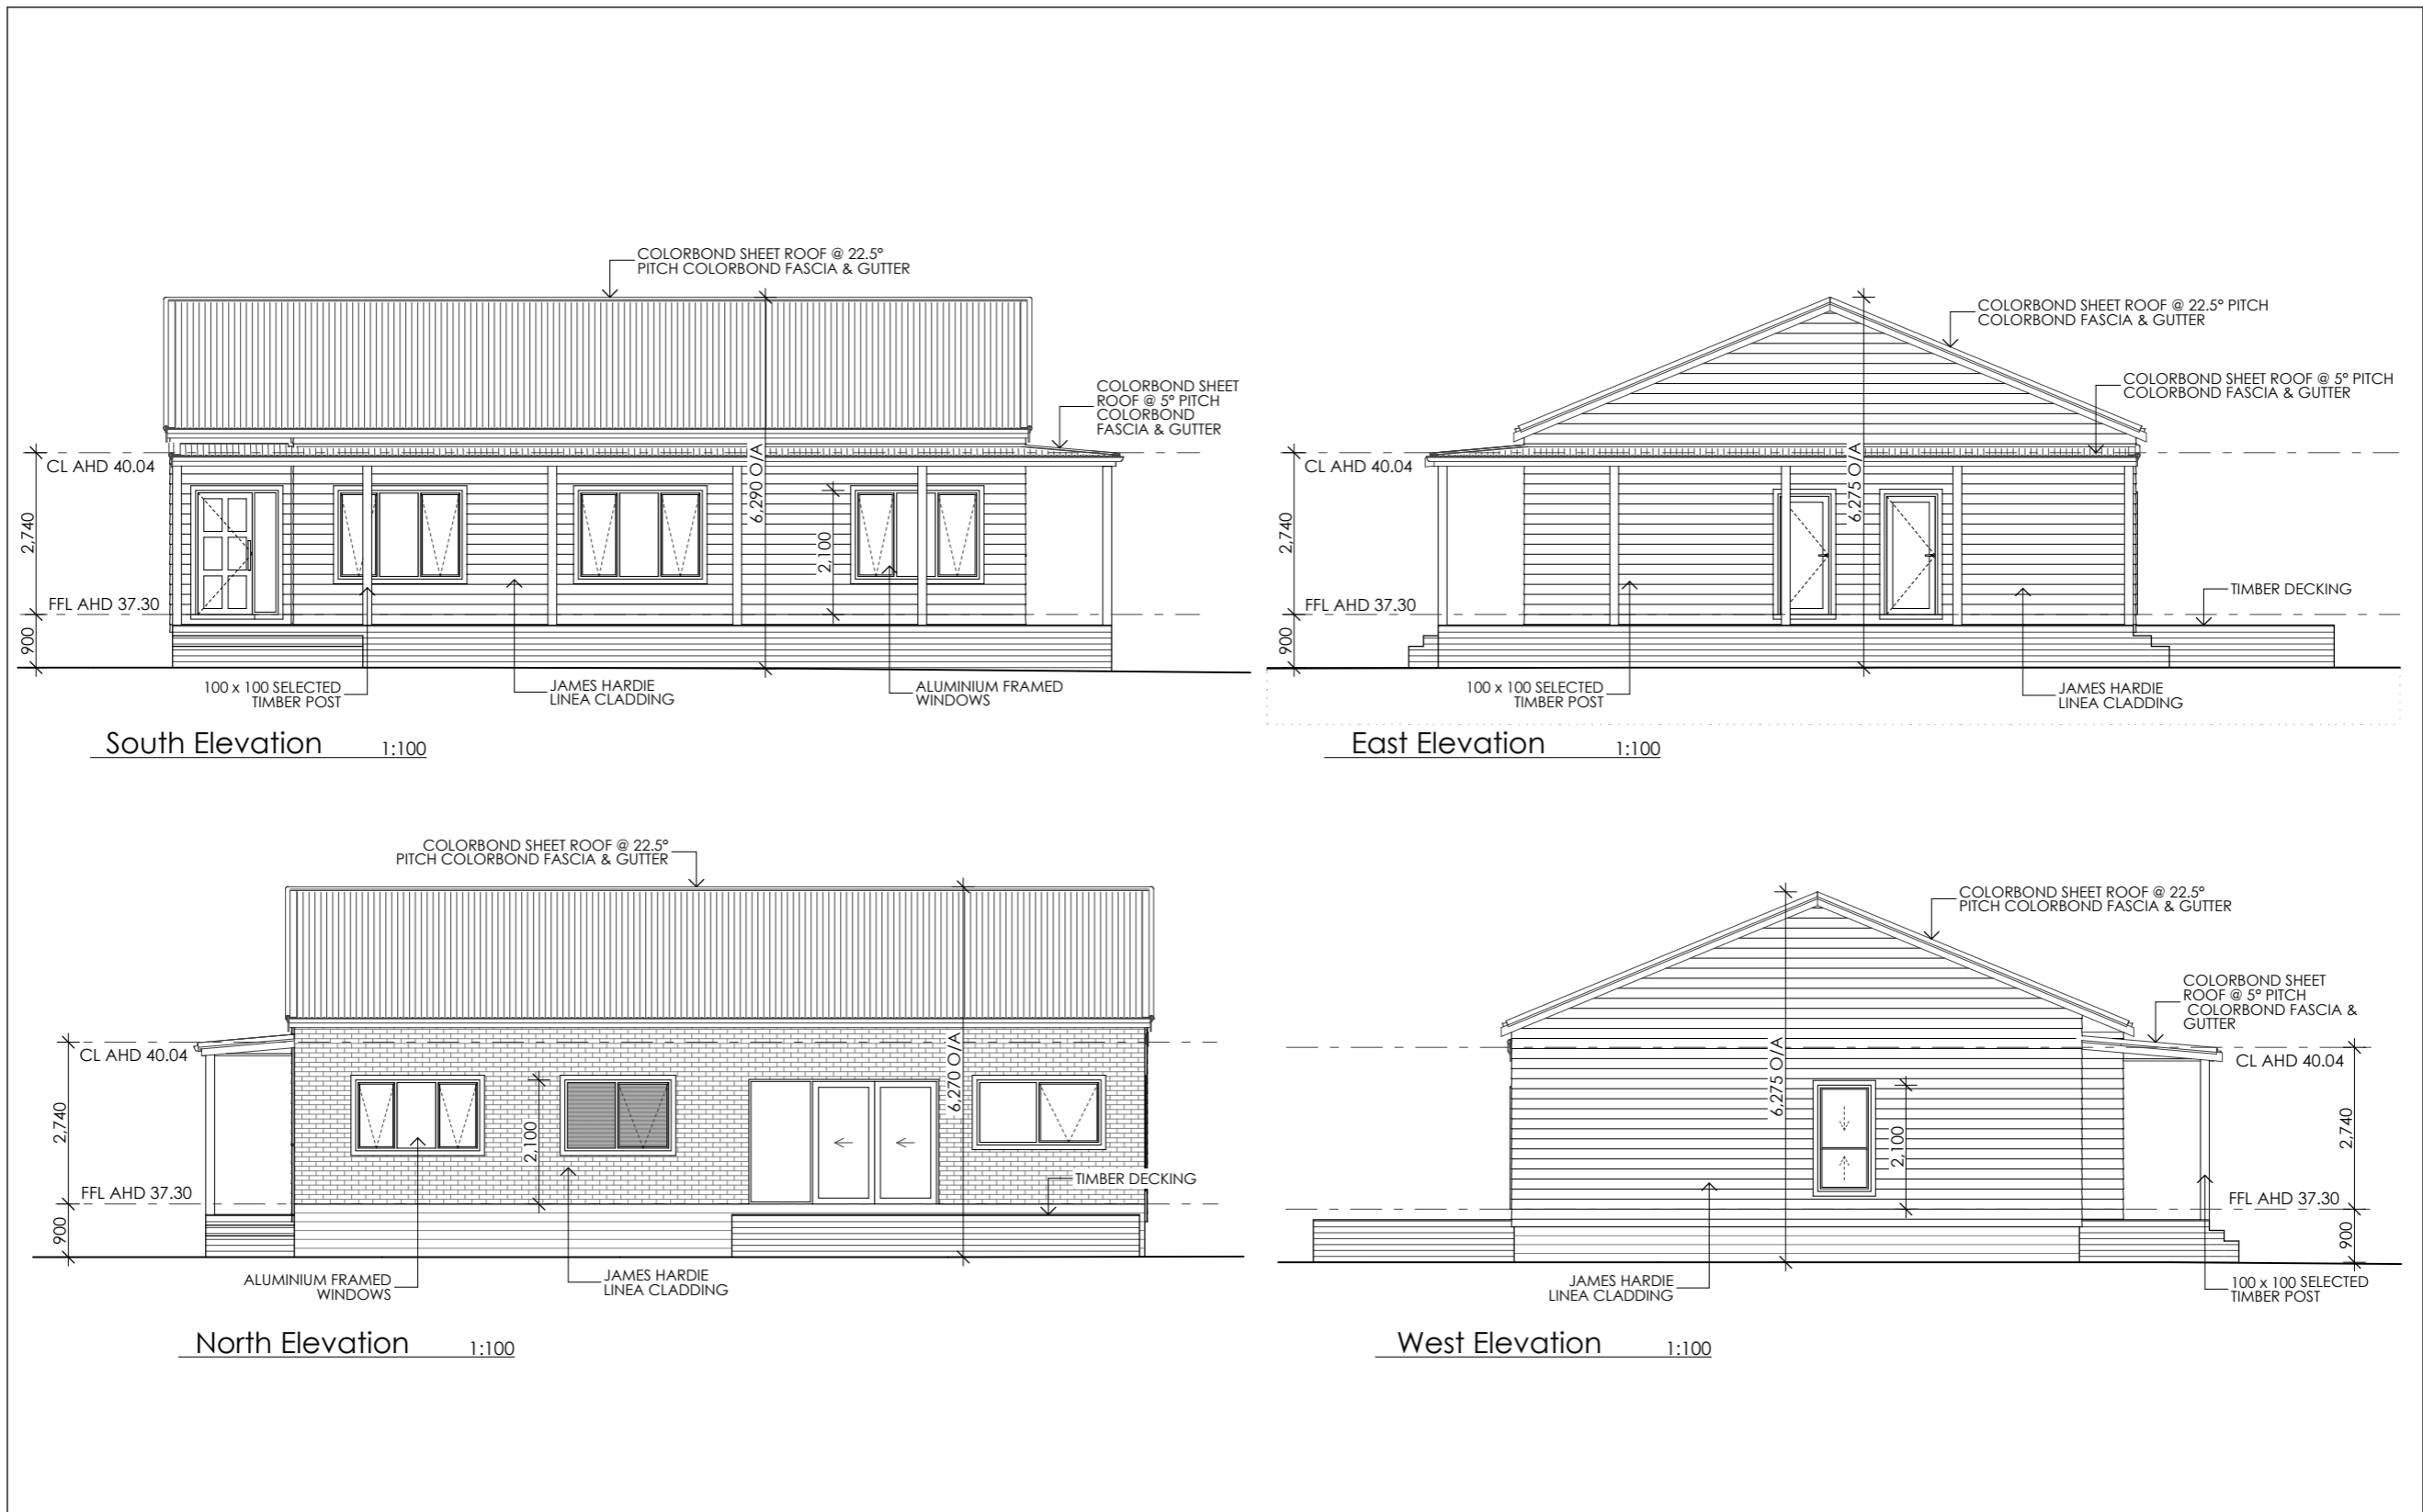 COLORBOND SHEET ROOF @ 22.5°
PITCH COLORBOND FASCIA & GUTTER
COLORBOND SHEET
ROOF @ 5° PITCH
COLORBOND
FASCIA & GUTTER
CL AHD 40.04
6,290 O/A
2,740
2,100
FFL AHD 37.30
900
100 x 100 SELECTED
TIMBER POST
JAMES HARDIE
LINEA CLADDING
ALUMINIUM FRAMED
WINDOWS
South Elevation 1:100
COLORBOND SHEET ROOF @ 22.5° PITCH
COLORBOND FASCIA & GUTTER
COLORBOND SHEET ROOF @ 5° PITCH
COLORBOND FASCIA & GUTTER
CL AHD 40.04
6,275 O/A
2,740
FFL AHD 37.30
900
TIMBER DECKING
100 x 100 SELECTED
TIMBER POST
JAMES HARDIE
LINEA CLADDING
East Elevation 1:100
COLORBOND SHEET ROOF @ 22.5°
PITCH COLORBOND FASCIA & GUTTER
CL AHD 40.04
6,270 O/A
2,740
2,100
TIMBER DECKING
FFL AHD 37.30
900
ALUMINIUM FRAMED
WINDOWS
JAMES HARDIE
LINEA CLADDING
North Elevation 1:100
COLORBOND SHEET ROOF @ 22.5°
PITCH COLORBOND FASCIA & GUTTER
COLORBOND SHEET
ROOF @ 5° PITCH
COLORBOND FASCIA &
GUTTER
CL AHD 40.04
6,275 O/A
2,740
2,100
FFL AHD 37.30
900
JAMES HARDIE
LINEA CLADDING
100 x 100 SELECTED
TIMBER POST
West Elevation 1:100